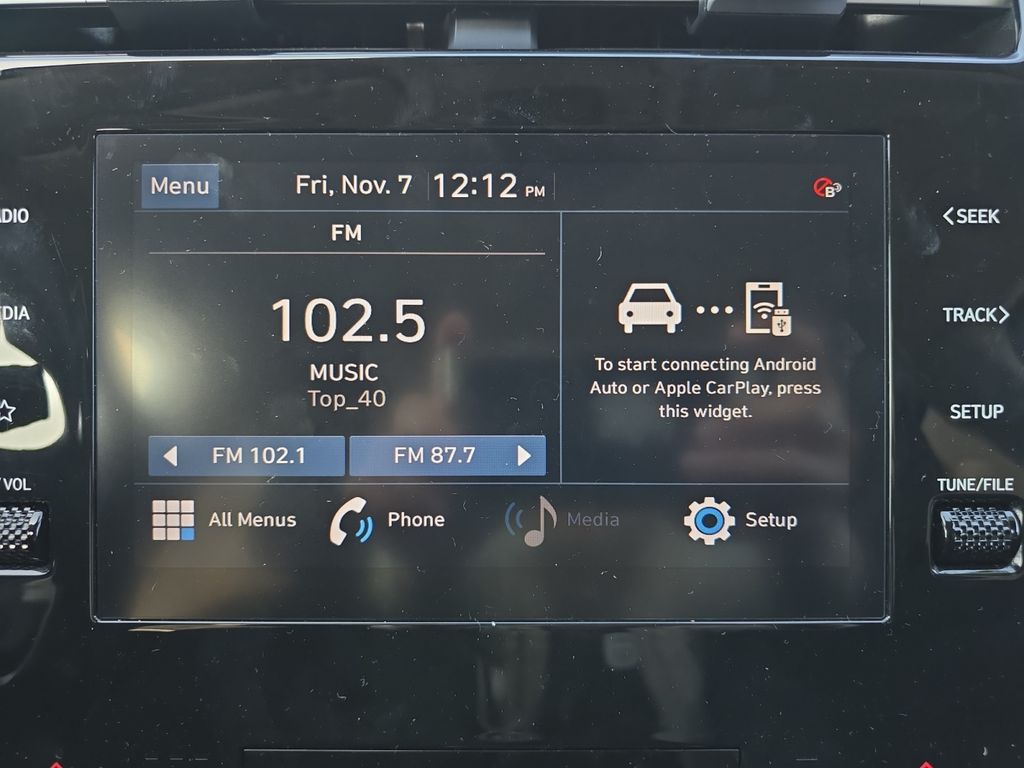 Menu
Fri, Nov. 7
12:12 PM
B
FM
102.5
MUSIC
Top_40
FM 102.1
FM 87.7
To start connecting Android
Auto or Apple CarPlay, press
this widget.
All Menus
Phone
Media
Setup
DIO
DIA
/VOL
<SEEK
TRACK>
SETUP
TUNE/FILE